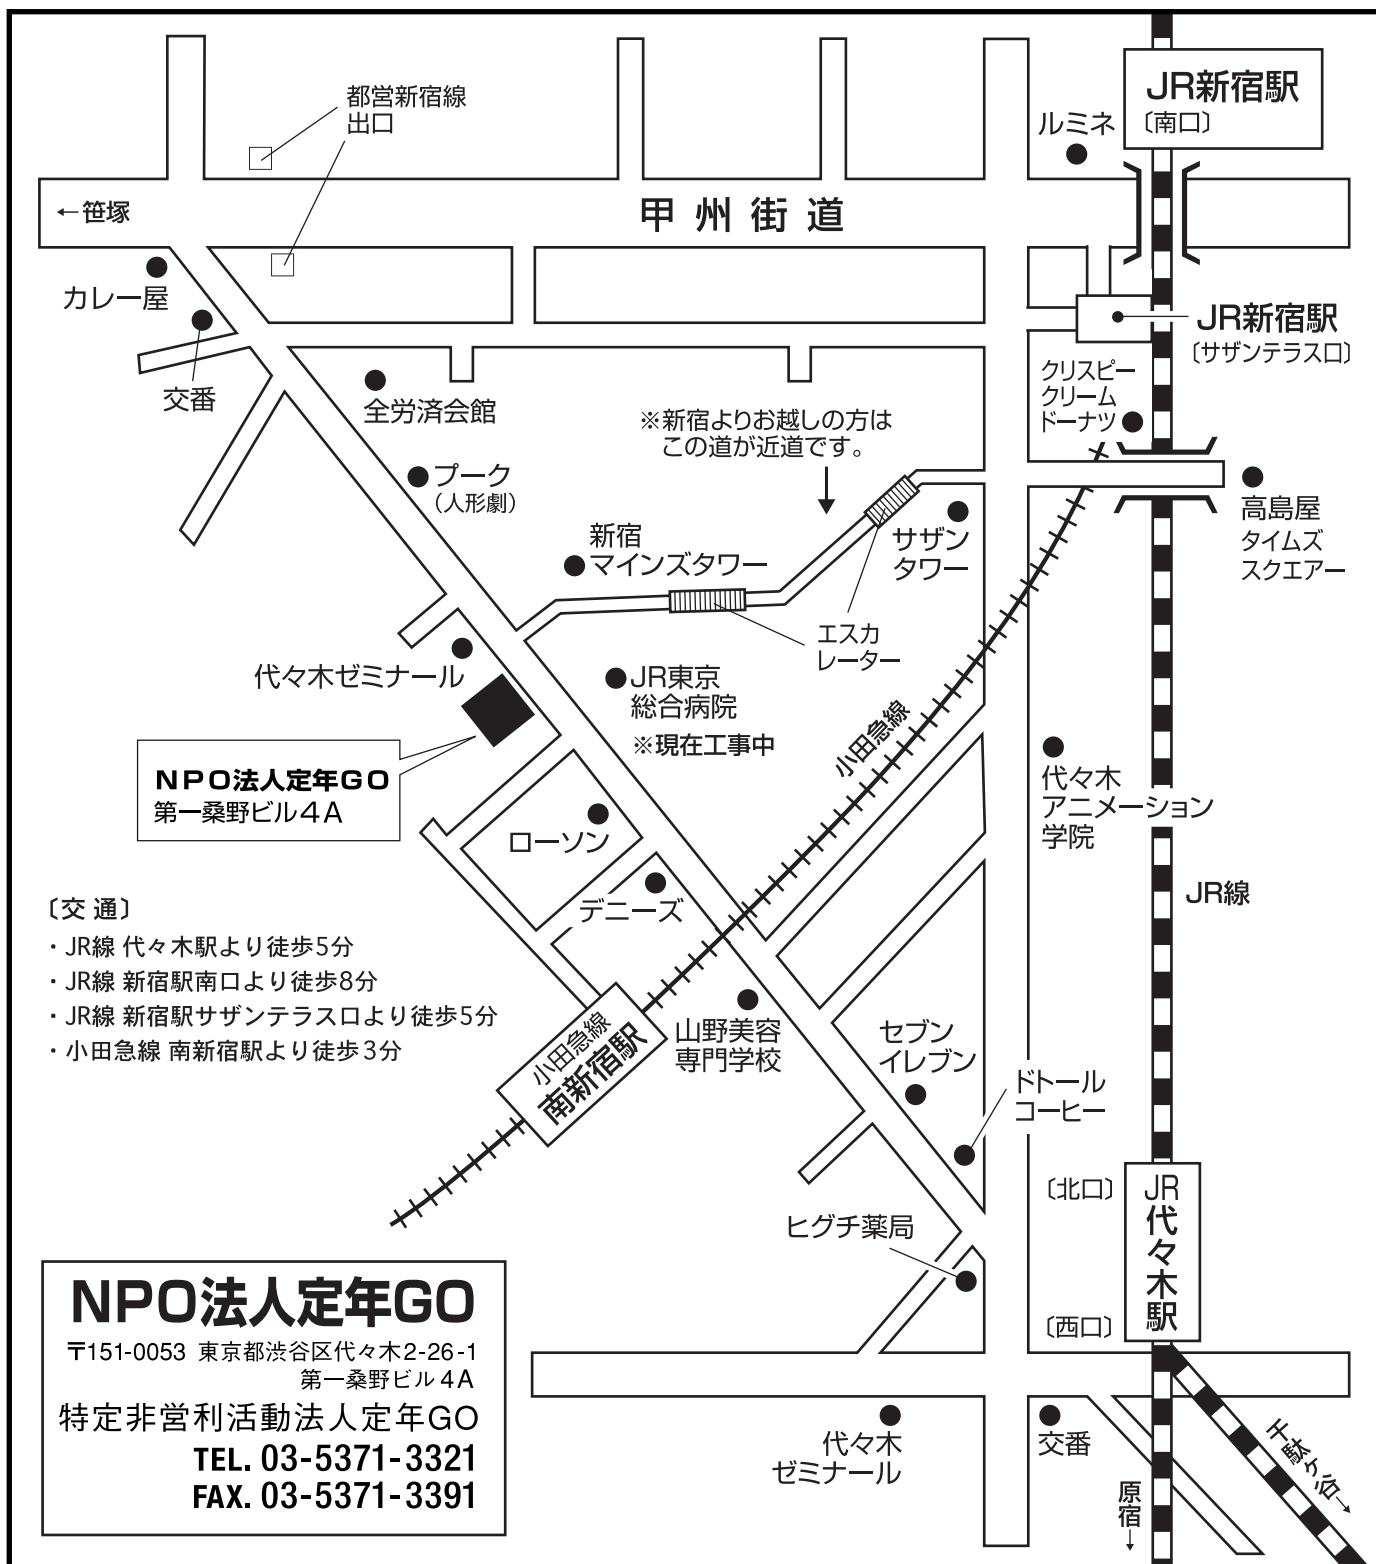 都営新宿線
出口
JR新宿駅
〔南口〕
ルミネ
←笹塚
甲州街道
カレー屋
交番
JR新宿駅
〔サザンテラス口〕
クリスピー
クリーム
ドーナツ
全労済会館
※新宿よりお越しの方は
この道が近道です。
プーク
(人形劇)
高島屋
タイムズ
スクエアー
新宿
マインズタワー
サザン
タワー
エスカ
レーター
代々木ゼミナール
JR東京
総合病院
※現在工事中
小田急線
NPO法人定年GO
第一桑野ビル4A
代々木
アニメーション
学院
ローソン
デニーズ
JR線
〔交通〕
・JR線 代々木駅より徒歩5分
・JR線 新宿駅南口より徒歩8分
・JR線 新宿駅サザンテラス口より徒歩5分
・小田急線 南新宿駅より徒歩3分
小田急線
南新宿駅
山野美容
専門学校
セブン
イレブン
ドトール
コーヒー
〔北口〕
JR代々木駅
〔西口〕
ヒグチ薬局
NPO法人定年GO
〒151-0053 東京都渋谷区代々木2-26-1
第一桑野ビル4A
特定非営利活動法人定年GO
TEL. 03-5371-3321
FAX. 03-5371-3391
代々木
ゼミナール
交番
原宿→
千駄ヶ谷→